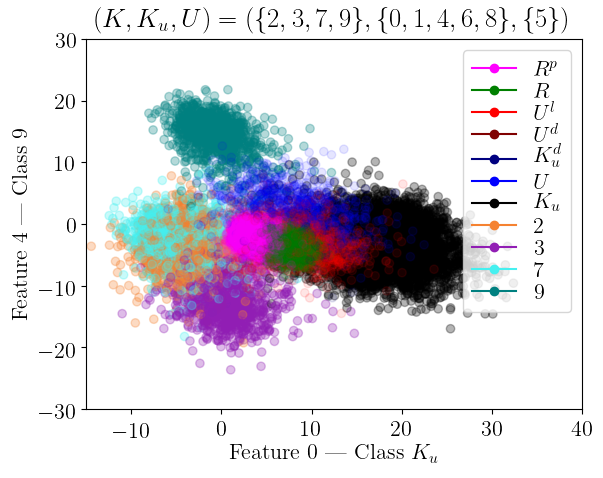 (K, K_u, U) = ({2, 3, 7, 9}, {0, 1, 4, 6, 8}, {5})
30
20
10
0
−10
−20
−30
Feature 4 — Class 9
R^p
R
U^l
U^d
K_u^d
U
K_u
2
3
7
9
−10
0
10
20
30
40
Feature 0 — Class K_u